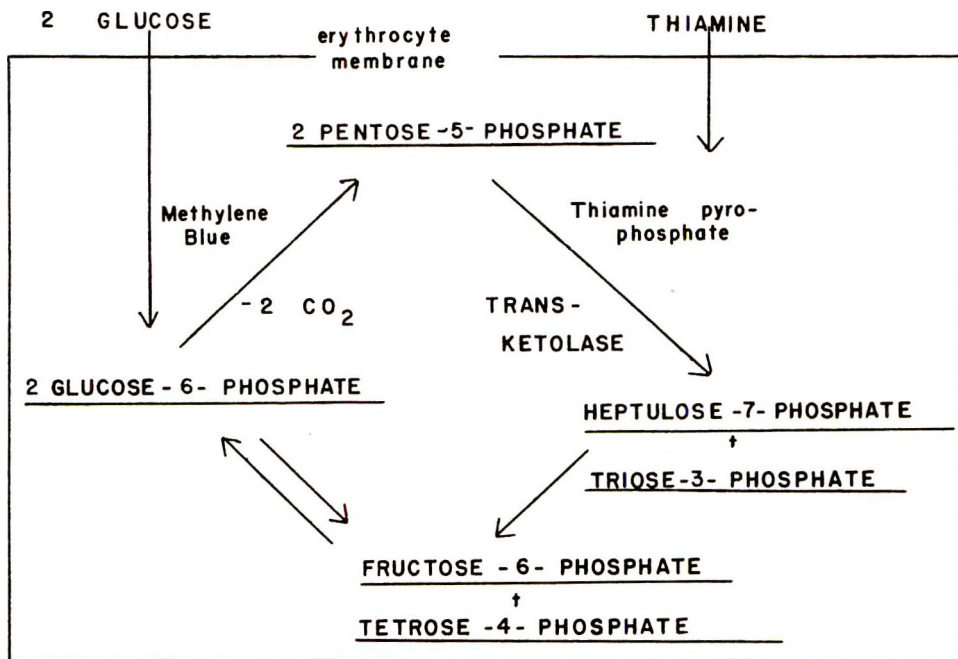 2 GLUCOSE
erythrocyte
membrane
THIAMINE
2 PENTOSE-5-PHOSPHATE
Methylene
Blue
Thiamine pyro-
phosphate
-2 CO₂
TRANS-
KETOLASE
2 GLUCOSE-6-PHOSPHATE
HEPTULOSE-7-PHOSPHATE
+
TRIOSE-3-PHOSPHATE
FRUCTOSE-6-PHOSPHATE
+
TETROSE-4-PHOSPHATE